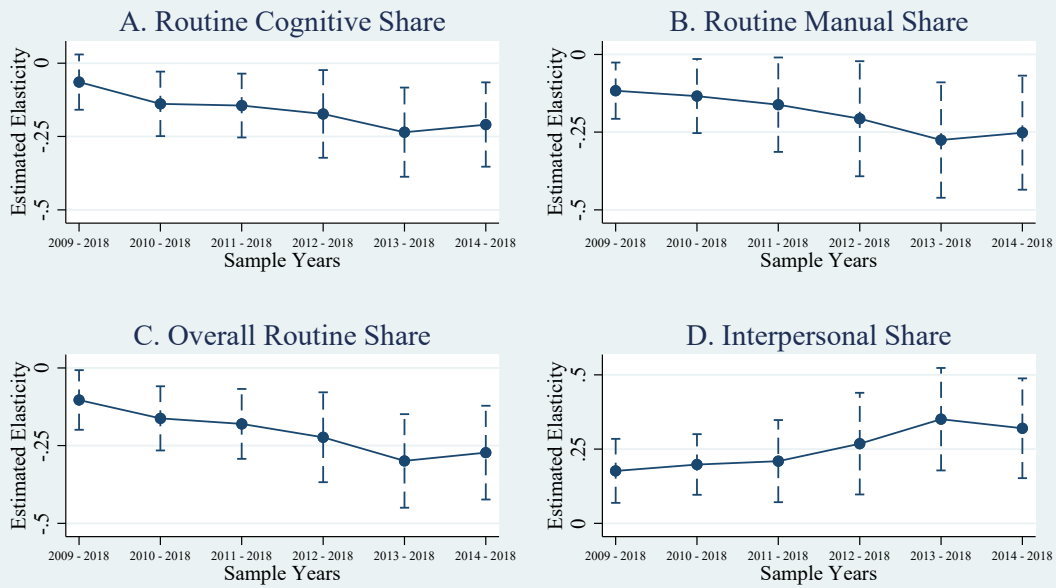 A. Routine Cognitive Share
Estimated Elasticity
0
-.25
-.5
2009 - 2018
2010 - 2018
2011 - 2018
2012 - 2018
2013 - 2018
2014 - 2018
Sample Years
B. Routine Manual Share
Estimated Elasticity
0
-.25
-.5
2009 - 2018
2010 - 2018
2011 - 2018
2012 - 2018
2013 - 2018
2014 - 2018
Sample Years
C. Overall Routine Share
Estimated Elasticity
0
-.25
-.5
2009 - 2018
2010 - 2018
2011 - 2018
2012 - 2018
2013 - 2018
2014 - 2018
Sample Years
D. Interpersonal Share
Estimated Elasticity
.5
.25
0
2009 - 2018
2010 - 2018
2011 - 2018
2012 - 2018
2013 - 2018
2014 - 2018
Sample Years